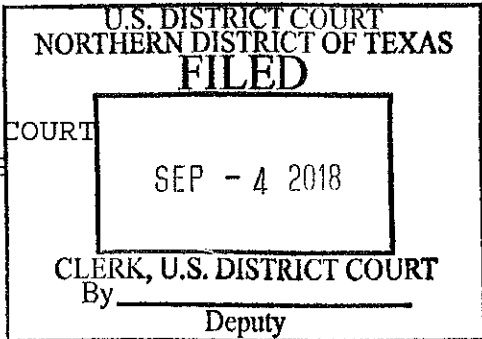 U.S. DISTRICT COURT
NORTHERN DISTRICT OF TEXAS
FILED
COURT
SEP - 4 2018
CLERK, U.S. DISTRICT COURT
By
Deputy